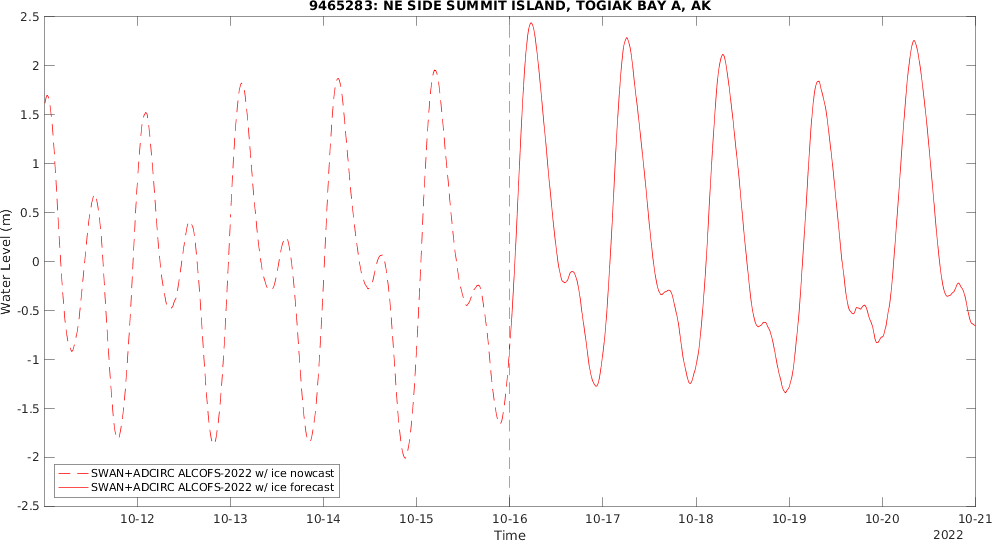 9465283: NE SIDE SUMMIT ISLAND, TOGIAK BAY A, AK
2.5
2
1.5
1
0.5
0
-0.5
-1
-1.5
-2
-2.5
Water Level (m)
SWAN+ADCIRC ALCOFS-2022 w/ ice nowcast
SWAN+ADCIRC ALCOFS-2022 w/ ice forecast
10-12 10-13 10-14 10-15 10-16 10-17 10-18 10-19 10-20 10-21
Time
2022